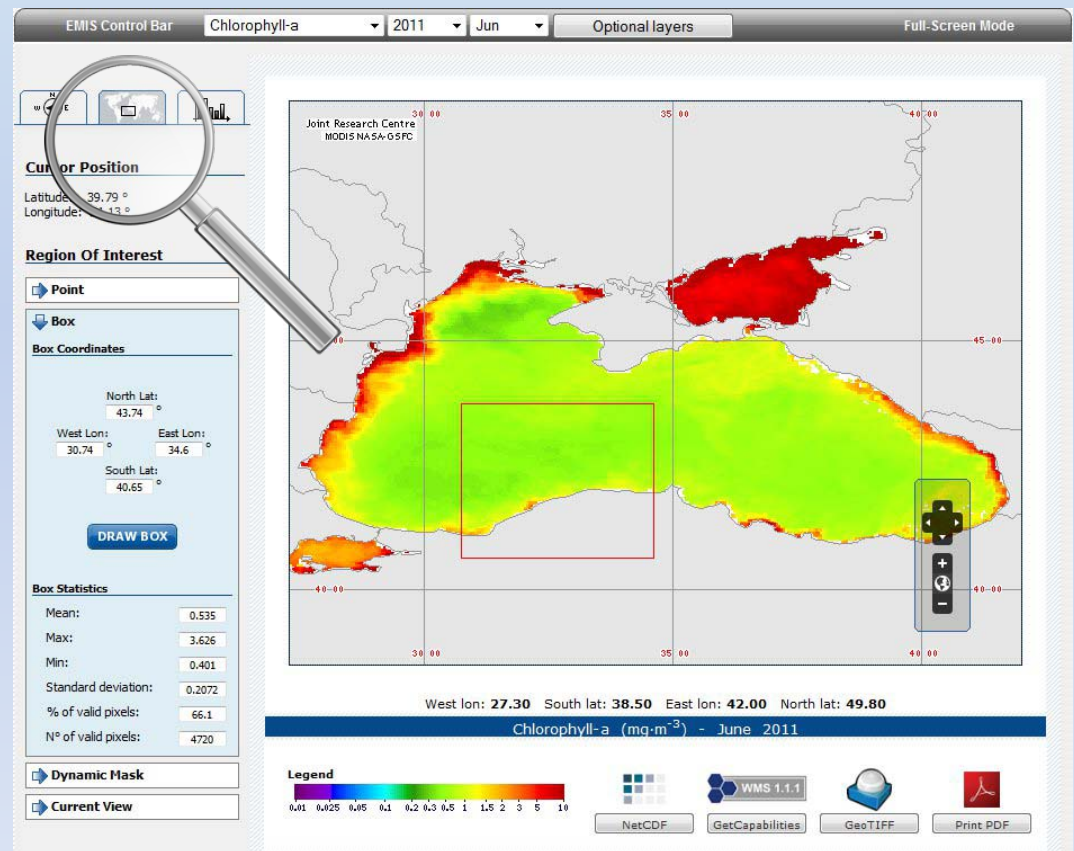 EMIS Control Bar Chlorophyll-a 2011 Jun Optional layers Full-Screen Mode
N
W E
Cursor Position
Latitude: 39.79 °
Longitude: 13 °
Region Of Interest
Point
Box
Box Coordinates
North Lat:
43.74 °
West Lon: East Lon:
30.74 ° 34.6 °
South Lat:
40.65 °
DRAW BOX
Box Statistics
Mean: 0.535
Max: 3.626
Min: 0.401
Standard deviation: 0.2072
% of valid pixels: 66.1
N° of valid pixels: 4720
Dynamic Mask
Current View
Joint Research Centre
MODIS NASA-GSFC
30 00 35 00 40 00
00 45 00
40 00 40 00
30 00 35 00 40 00
West lon: 27.30 South lat: 38.50 East lon: 42.00 North lat: 49.80
Chlorophyll-a (mg·m⁻³) - June 2011
Legend
0.01 0.025 0.05 0.1 0.2 0.3 0.5 1 1.5 2 3 5 10
WMS 1.1.1
NetCDF GetCapabilities GeoTIFF Print PDF